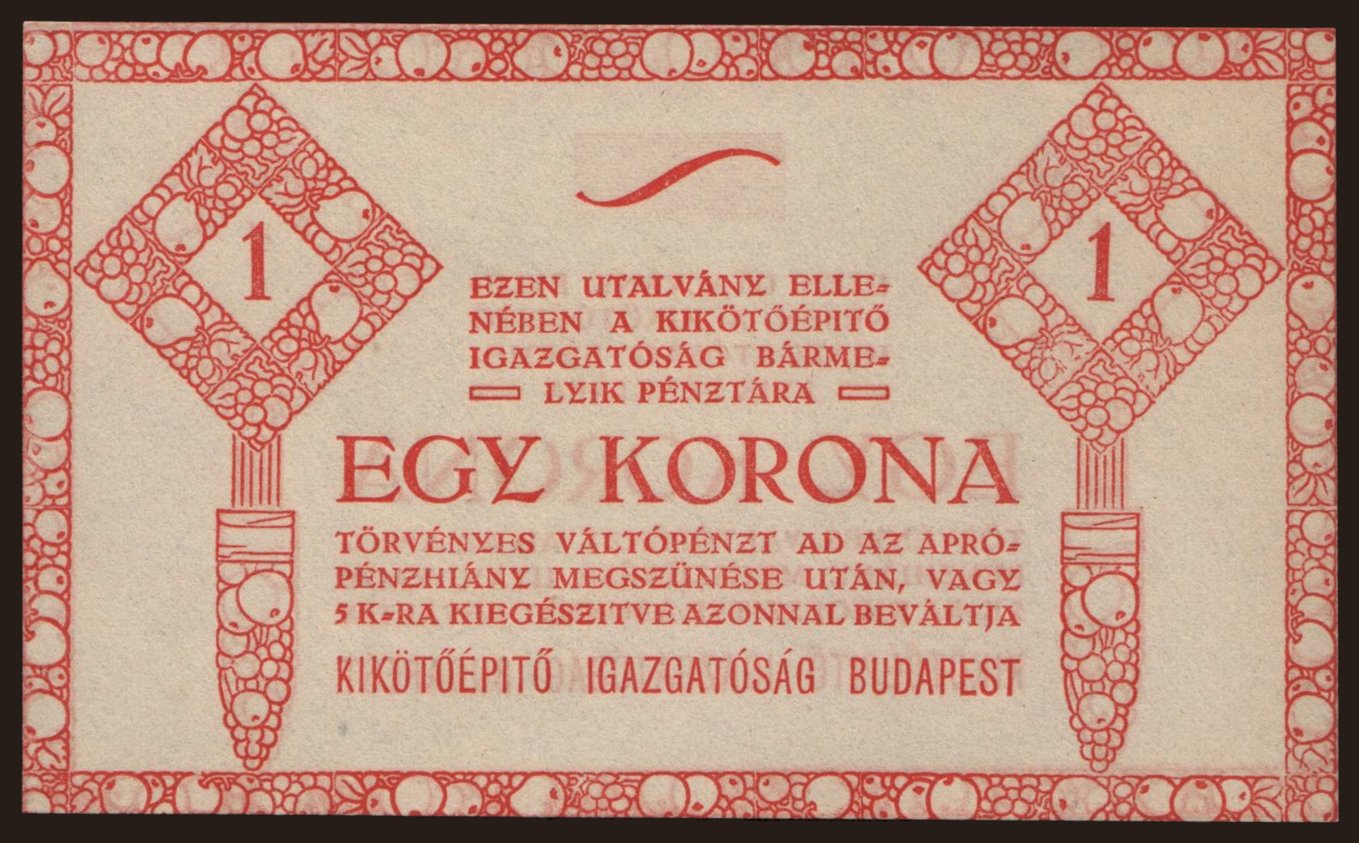 1
1
EZEN UTALVÁNY ELLE=
NÉBEN A KIKÖTŐÉPITŐ
IGAZGATÓSÁG BÁRME=
LYIK PÉNZTÁRA
EGY KORONA
TÖRVÉNYES VÁLTÓPÉNZT AD AZ APRÓ=
PÉNZHIÁNY MEGSZÜNÉSE UTÁN, VAGY
5 K=RA KIEGÉSZITVE AZONNAL BEVÁLTJA
KIKÖTŐÉPITŐ IGAZGATÓSÁG BUDAPEST